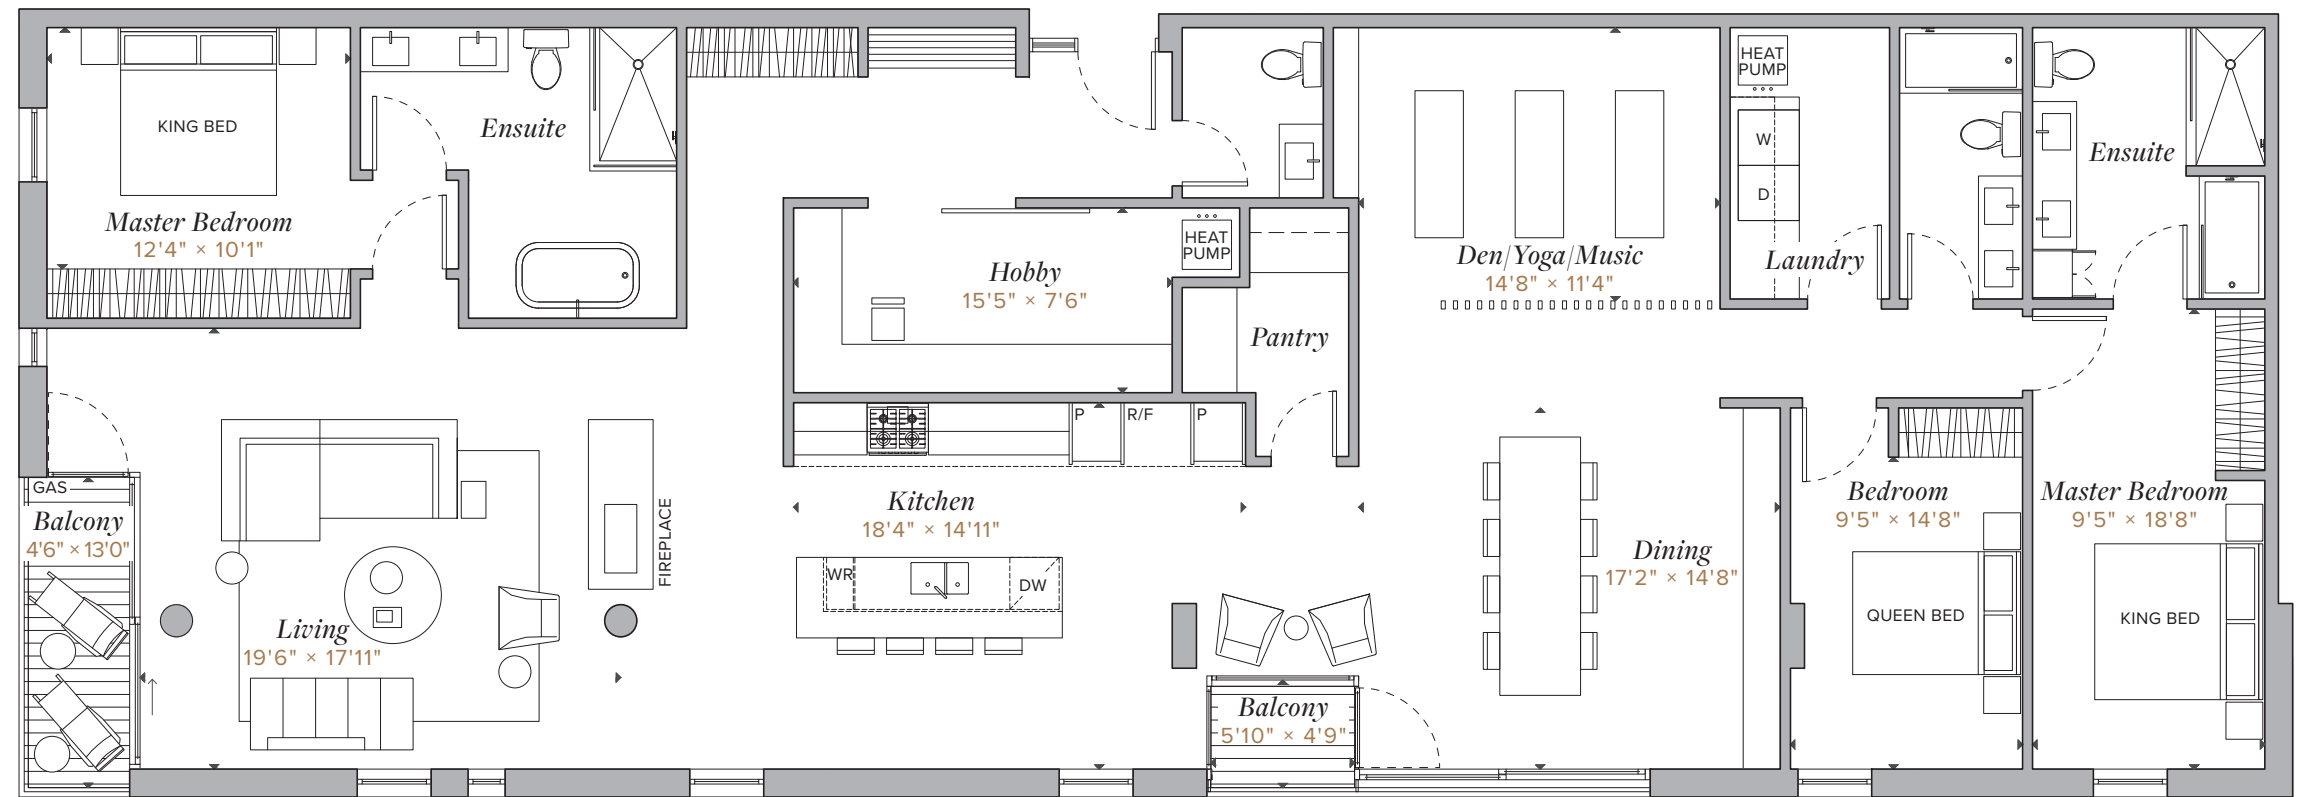 KING BED
Master Bedroom
12'4" × 10'1"
Ensuite
HEAT
PUMP
Hobby
15'5" × 7'6"
Pantry
Den/Yoga/Music
14'8" × 11'4"
HEAT
PUMP
W
D
Laundry
Ensuite
GAS
Balcony
4'6" × 13'0"
Living
19'6" × 17'11"
FIREPLACE
P
R/F
P
Kitchen
18'4" × 14'11"
WR
DW
Balcony
5'10" × 4'9"
Dining
17'2" × 14'8"
Bedroom
9'5" × 14'8"
QUEEN BED
Master Bedroom
9'5" × 18'8"
KING BED